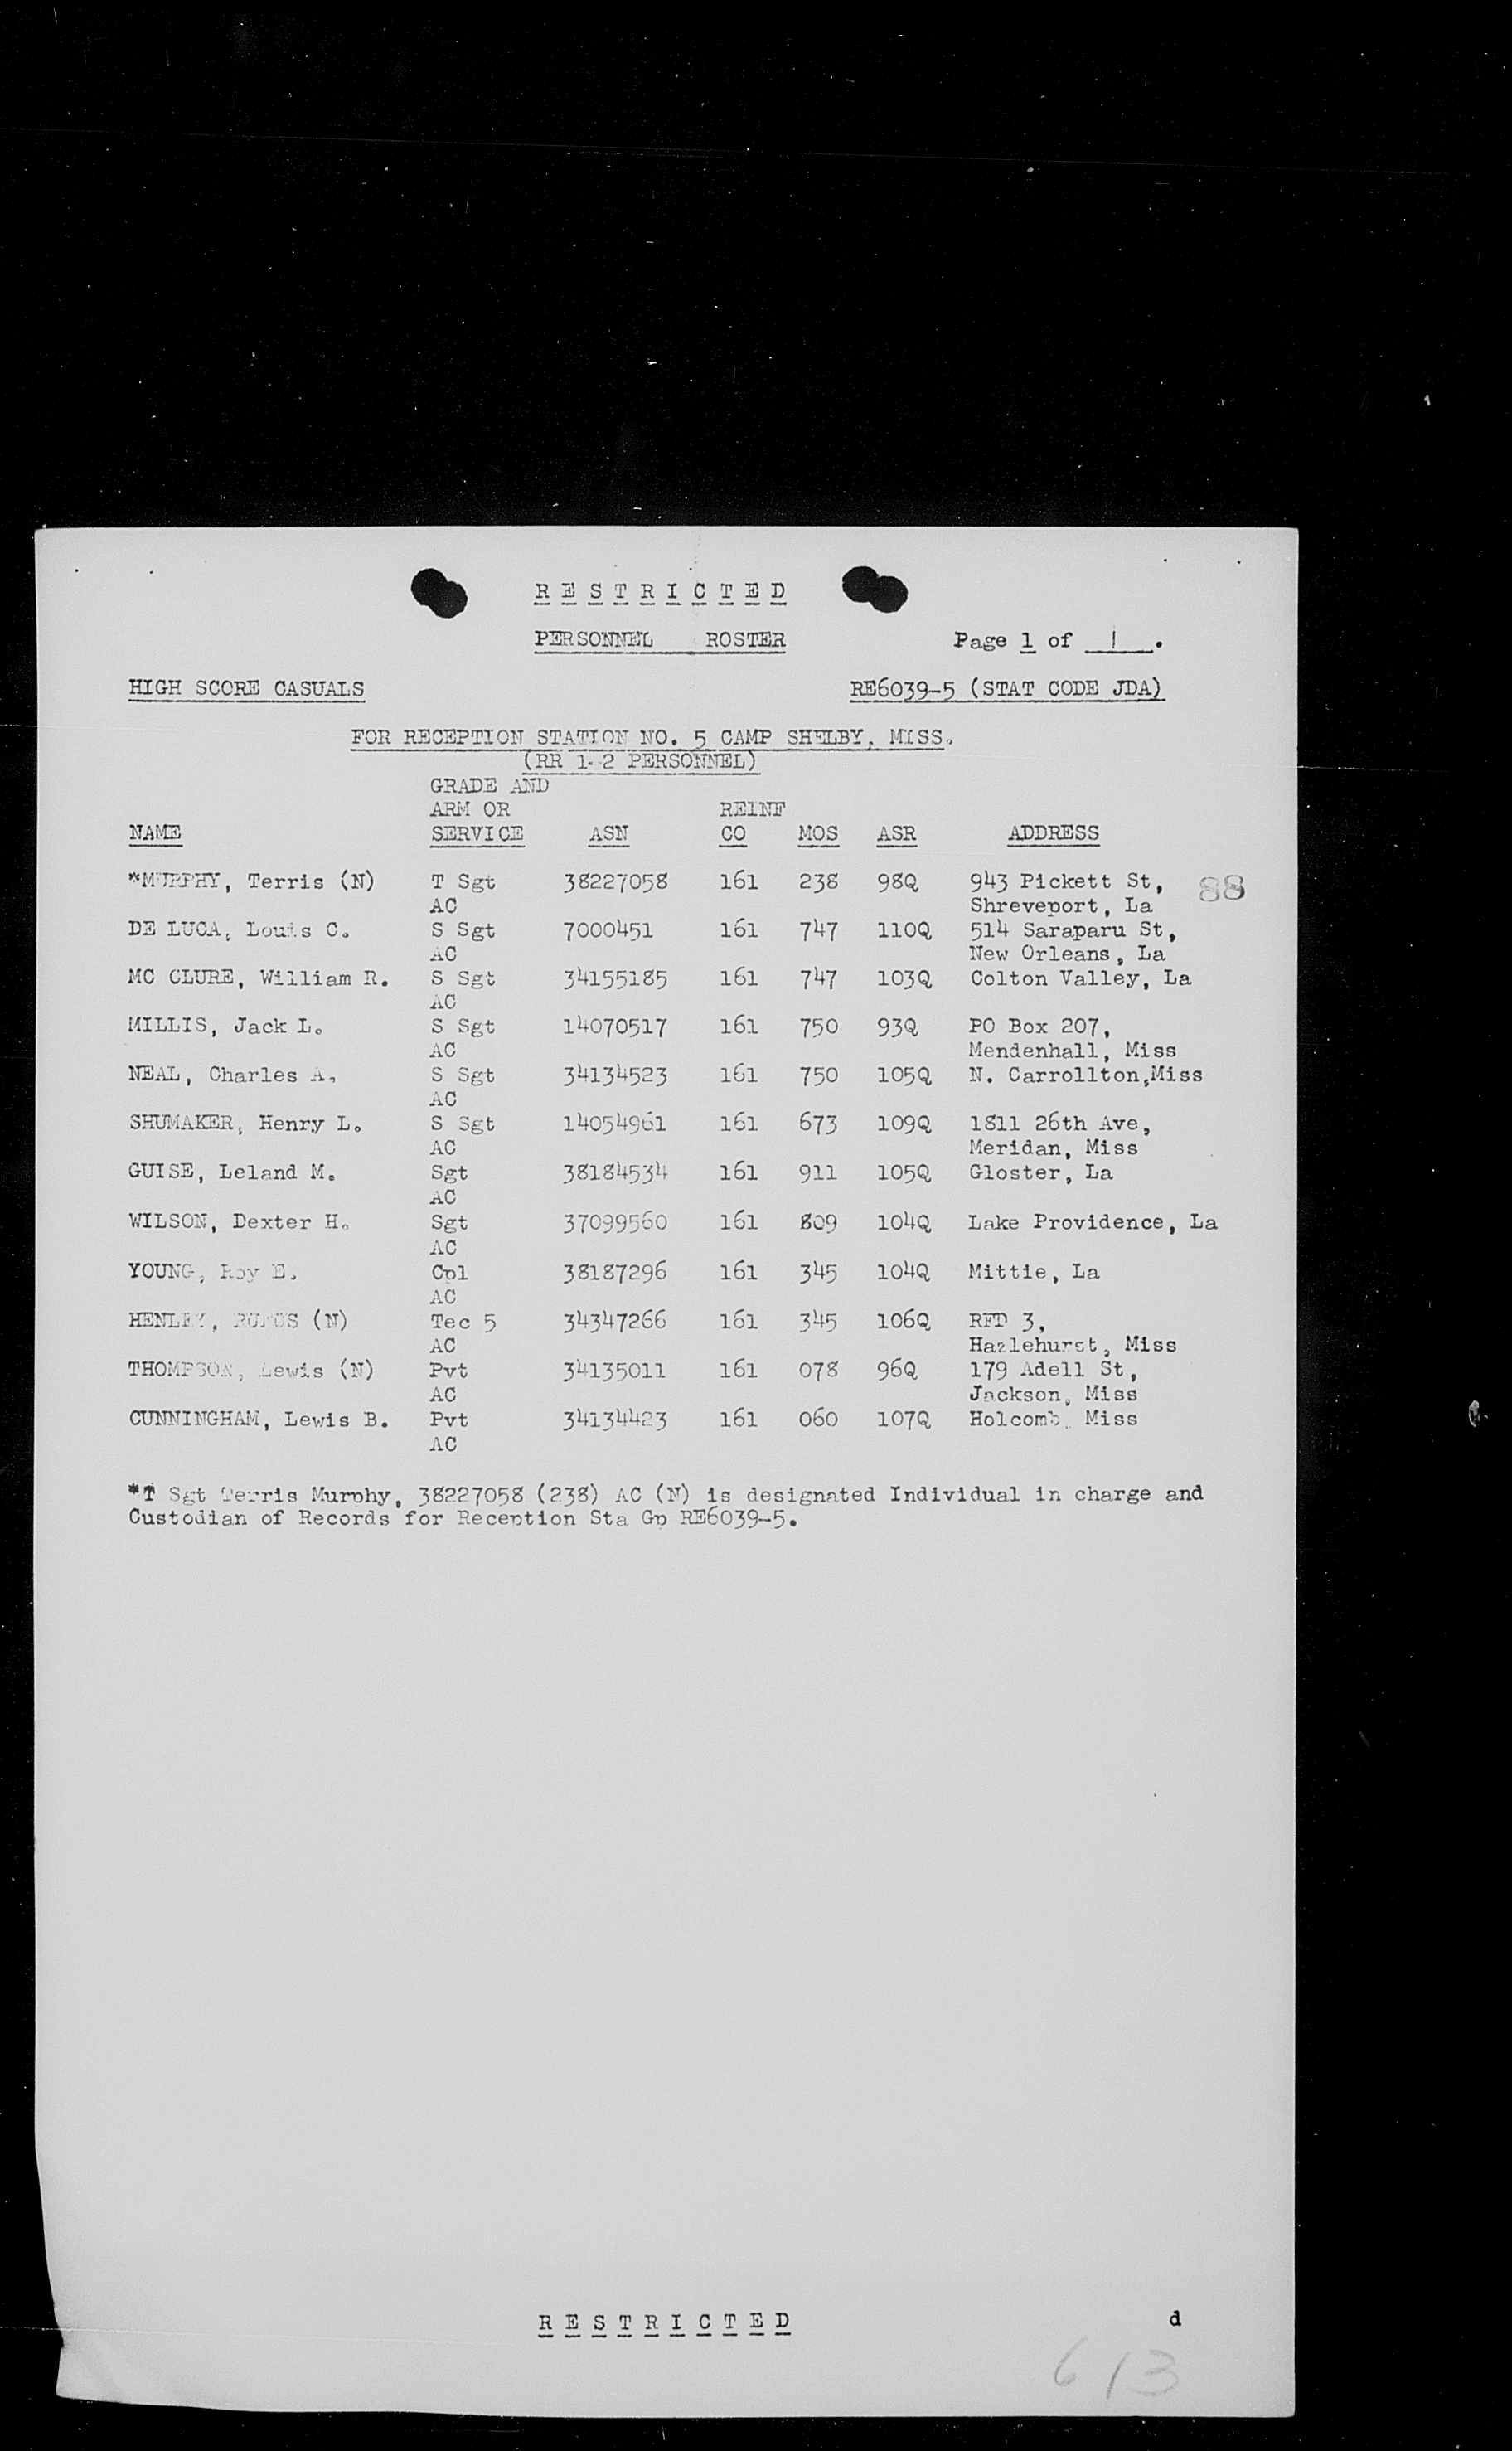 R E S T R I C T E D
PERSONNEL ROSTER Page 1 of 1.
HIGH SCORE CASUALS RE6039-5 (STAT CODE JDA)
FOR RECEPTION STATION NO. 5 CAMP SHELBY, MISS.
(RR 1-2 PERSONNEL)
GRADE AND
ARM OR REINF
NAME SERVICE ASN CO MOS ASR ADDRESS
*MURPHY, Terris (N) T Sgt 38227058 161 238 98Q 943 Pickett St, 88
AC Shreveport, La
DE LUCA, Louis C. S Sgt 7000451 161 747 110Q 514 Saraparu St,
AC New Orleans, La
MC CLURE, William R. S Sgt 34155185 161 747 103Q Colton Valley, La
AC
MILLIS, Jack L. S Sgt 14070517 161 750 93Q PO Box 207,
AC Mendenhall, Miss
NEAL, Charles A. S Sgt 34134523 161 750 105Q N. Carrollton,Miss
AC
SHUMAKER, Henry L. S Sgt 14054961 161 673 109Q 1811 26th Ave,
AC Meridan, Miss
GUISE, Leland M. Sgt 38184534 161 911 105Q Gloster, La
AC
WILSON, Dexter H. Sgt 37099560 161 809 104Q Lake Providence, La
AC
YOUNG, Roy E. Cpl 38187296 161 345 104Q Mittie, La
AC
HENLEY, RUFUS (N) Tec 5 34347266 161 345 106Q RFD 3,
AC Hazlehurst, Miss
THOMPSON, Lewis (N) Pvt 34135011 161 078 96Q 179 Adell St,
AC Jackson, Miss
CUNNINGHAM, Lewis B. Pvt 34134423 161 060 107Q Holcomb, Miss
AC
*T Sgt Terris Murphy, 38227058 (238) AC (N) is designated Individual in charge and
Custodian of Records for Reception Sta Gp RE6039-5.
R E S T R I C T E D d
613